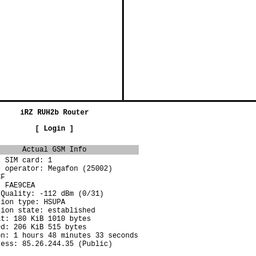 iRZ RUH2b Router
[ Login ]
Actual GSM Info
SIM card: 1
operator: Megafon (25002)
F
FAE9CEA
Quality: -112 dBm (0/31)
ion type: HSUPA
ion state: established
t: 180 KiB 1010 bytes
d: 206 KiB 515 bytes
n: 1 hours 48 minutes 33 seconds
ess: 85.26.244.35 (Public)